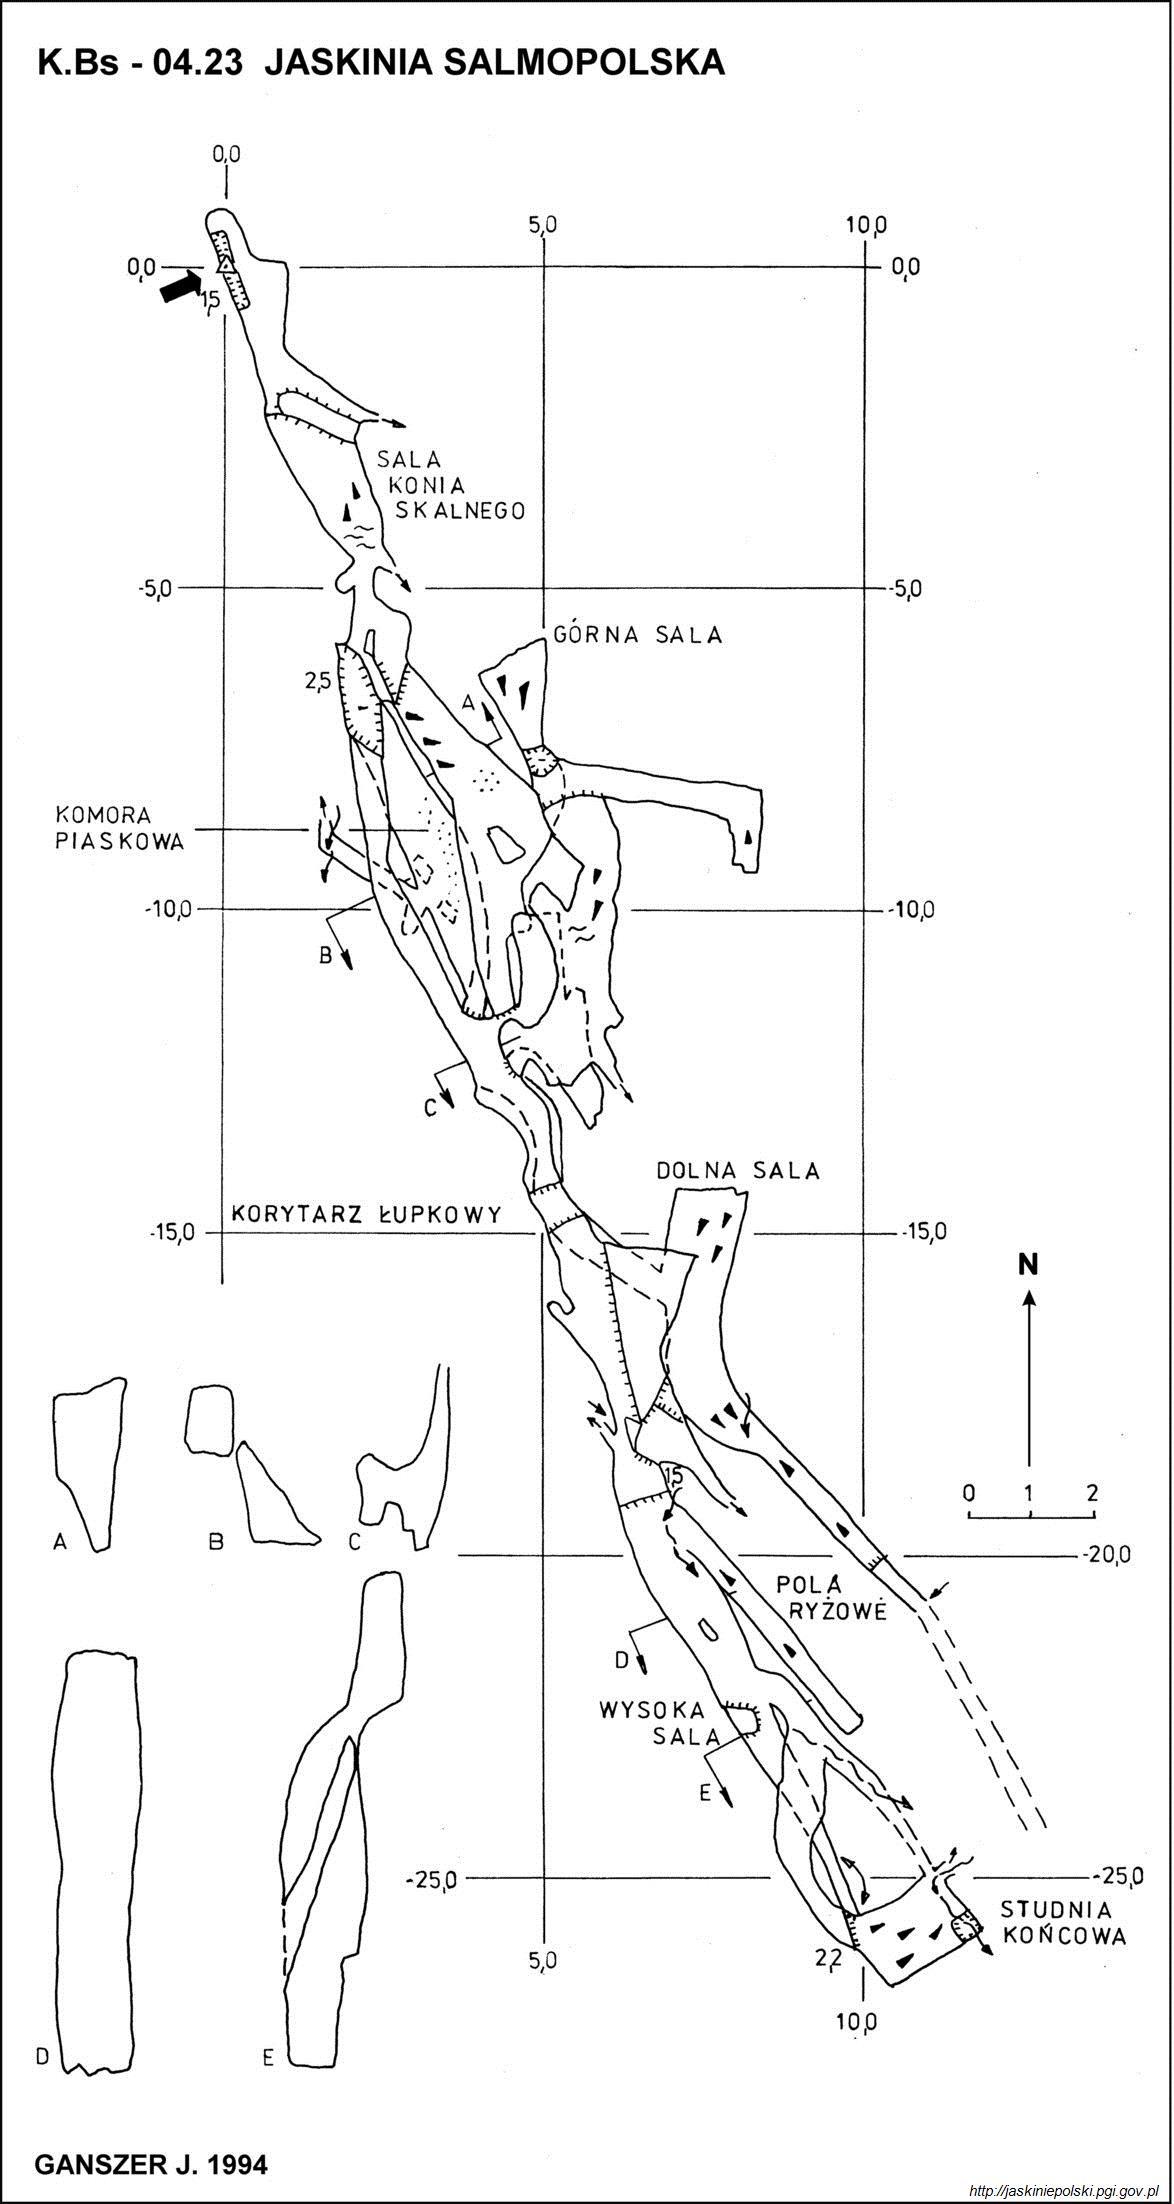 K.Bs - 04.23 JASKINIA SALMOPOLSKA
0,0
5,0
10,0
0,0
0,0
1,5
SALA
KONIA
SKALNEGO
-5,0
-5,0
GÓRNA SALA
2,5
A
KOMORA
PIASKOWA
-10,0
-10,0
B
C
DOLNA SALA
KORYTARZ ŁUPKOWY
-15,0
-15,0
N
1,5
0 1 2
A
B
C
-20,0
POLA
RYŻOWE
D
WYSOKA
SALA
E
-25,0
-25,0
STUDNIA
KOŃCOWA
5,0
2,2
10,0
D
E
GANSZER J. 1994
http://jaskiniepolski.pgi.gov.pl